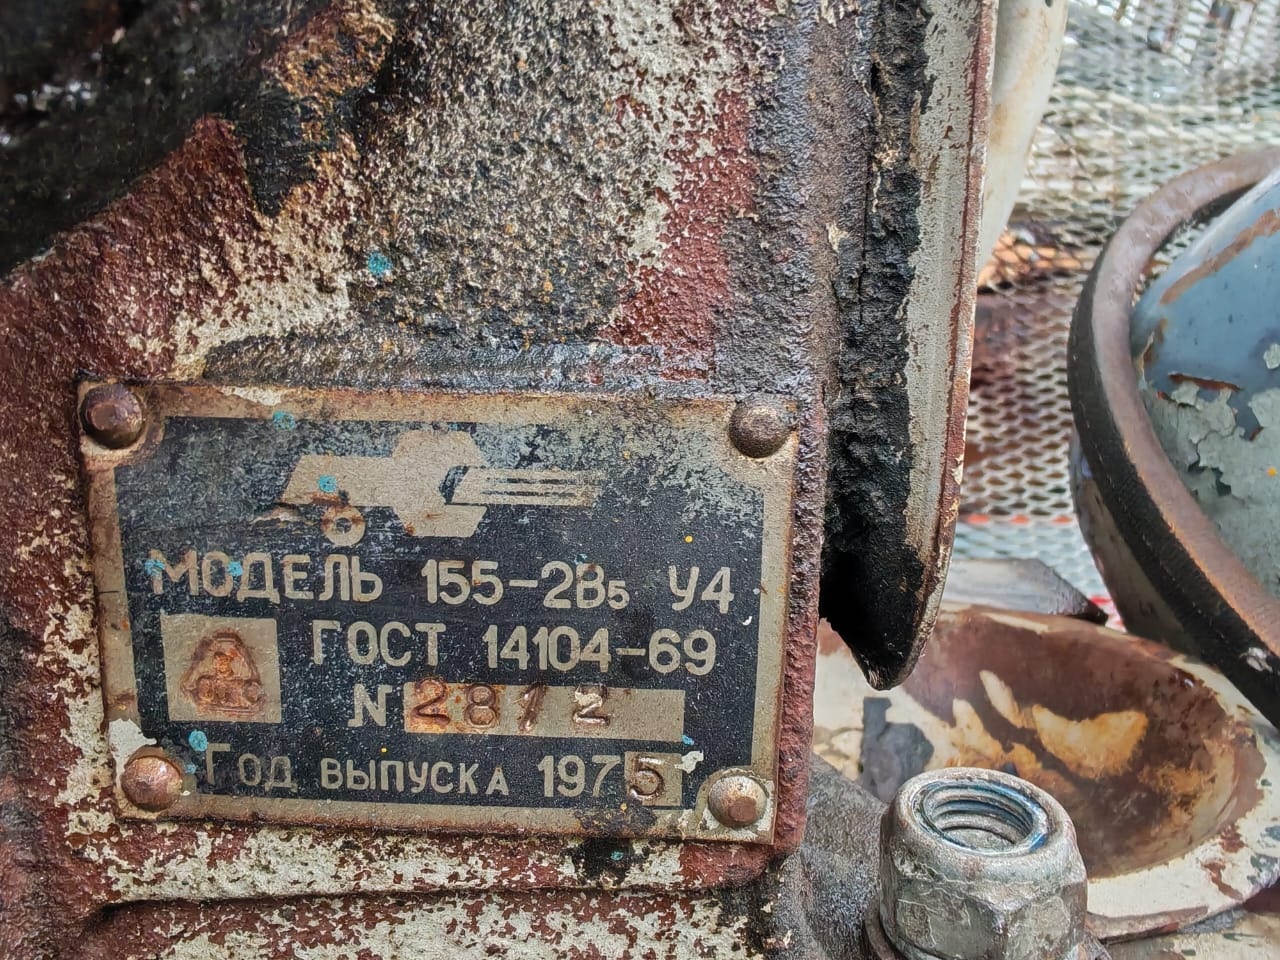 МОДЕЛЬ 155-2В5 У4
ГОСТ 14104-69
N 2812
ГОД ВЫПУСКА 1975